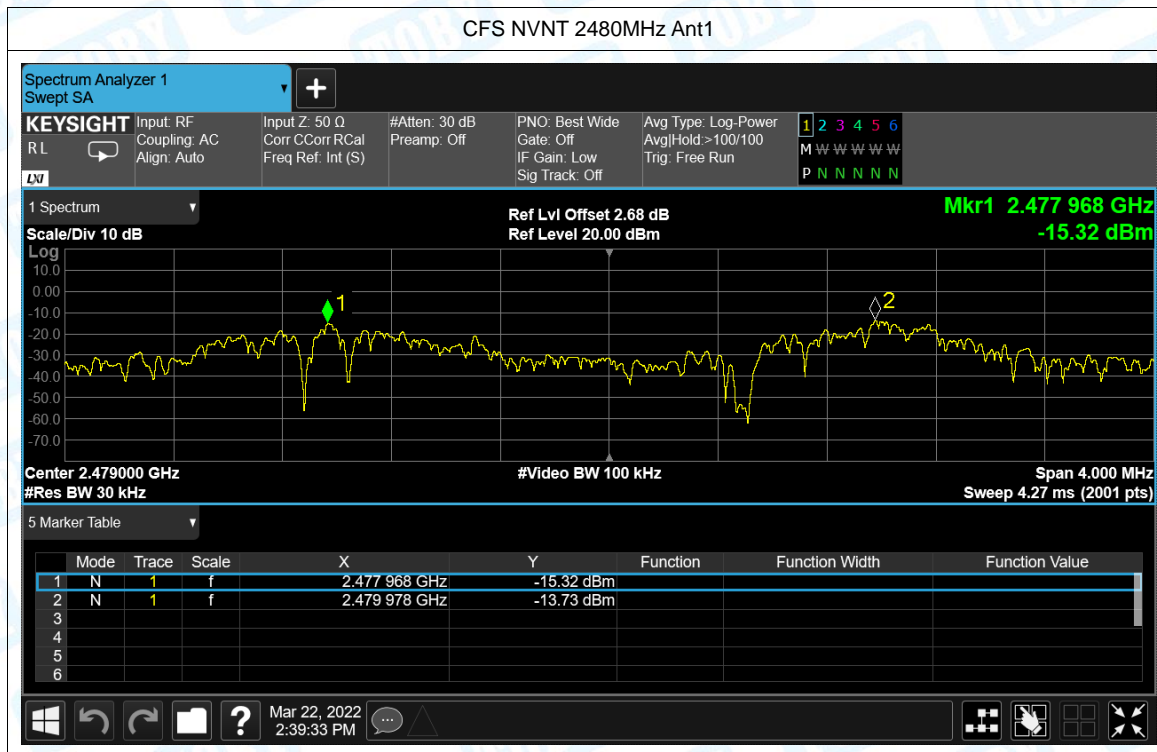 CFS NVNT 2480MHz Ant1
Spectrum Analyzer 1
Swept SA
KEYSIGHT
RL
LXI
Input: RF
Coupling: AC
Align: Auto
Input Z: 50 Ω
Corr CCorr RCal
Freq Ref: Int (S)
#Atten: 30 dB
Preamp: Off
PNO: Best Wide
Gate: Off
IF Gain: Low
Sig Track: Off
Avg Type: Log-Power
Avg|Hold:>100/100
Trig: Free Run
1 2 3 4 5 6
M W W W W W
P N N N N N
1 Spectrum
Scale/Div 10 dB
Ref Lvl Offset 2.68 dB
Ref Level 20.00 dBm
Mkr1 2.477 968 GHz
-15.32 dBm
Log
10.0
0.00
-10.0
-20.0
-30.0
-40.0
-50.0
-60.0
-70.0
1
2
Center 2.479000 GHz
#Video BW 100 kHz
Span 4.000 MHz
#Res BW 30 kHz
Sweep 4.27 ms (2001 pts)
5 Marker Table
Mode Trace Scale X Y Function Function Width Function Value
1 N 1 f 2.477 968 GHz -15.32 dBm
2 N 1 f 2.479 978 GHz -13.73 dBm
3
4
5
6
?
Mar 22, 2022
2:39:33 PM